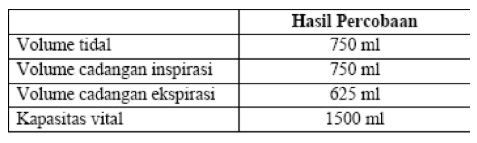 Hasil Percobaan
Volume tidal 750 ml
Volume cadangan inspirasi 750 ml
Volume cadangan ekspirasi 625 ml
Kapasitas vital 1500 ml